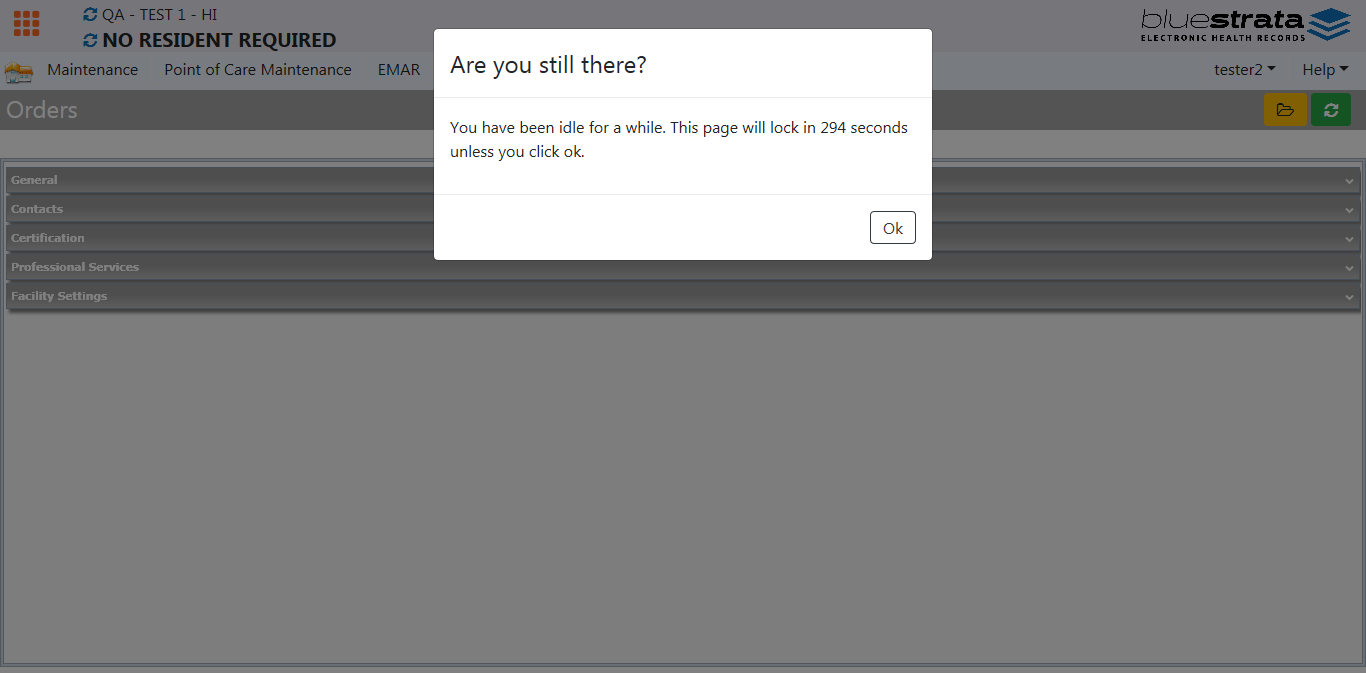 QA - TEST 1 - HI
NO RESIDENT REQUIRED
bluestrata
ELECTRONIC HEALTH RECORDS
Maintenance Point of Care Maintenance EMAR
tester2 Help
Orders
Are you still there?
You have been idle for a while. This page will lock in 294 seconds
unless you click ok.
Ok
General
Contacts
Certification
Professional Services
Facility Settings